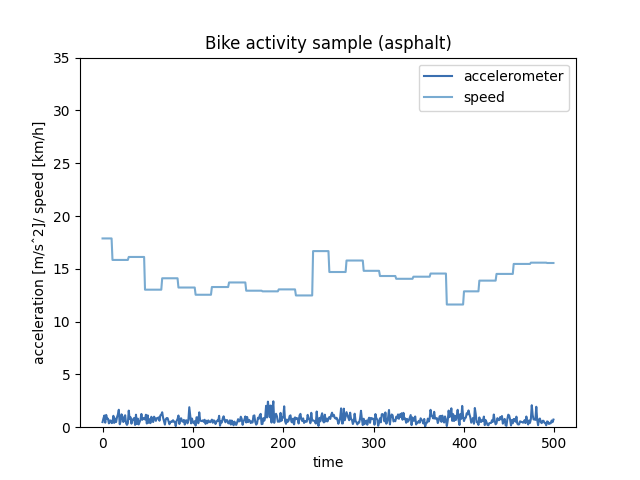 Bike activity sample (asphalt)
accelerometer
speed
35
30
25
20
15
10
5
0
acceleration [m/s^2]/ speed [km/h]
0 100 200 300 400 500
time